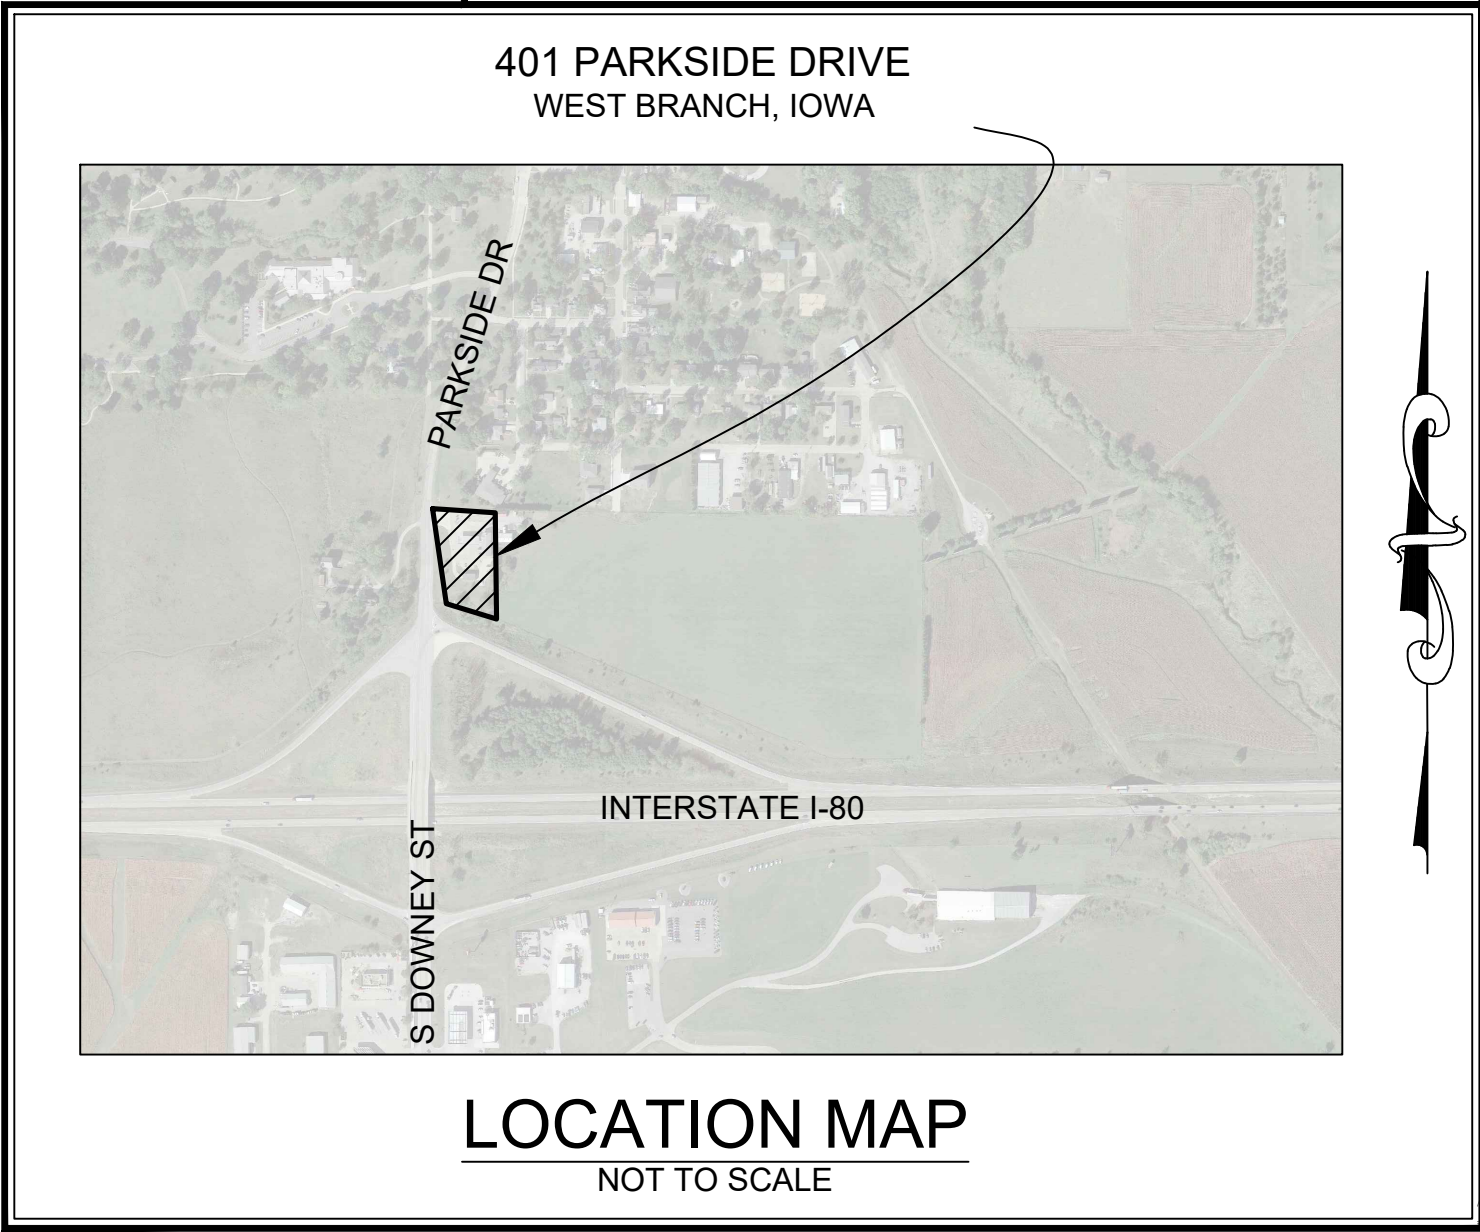 401 PARKSIDE DRIVE
WEST BRANCH, IOWA
PARKSIDE DR
INTERSTATE I-80
S DOWNEY ST
LOCATION MAP
NOT TO SCALE